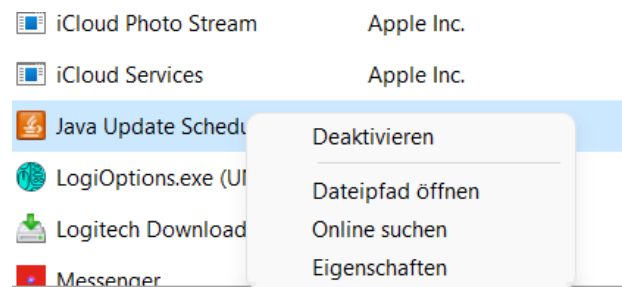 iCloud Photo Stream Apple Inc.
iCloud Services Apple Inc.
Java Update Schedu
Deaktivieren
LogiOptions.exe (U
Dateipfad öffnen
Logitech Download
Online suchen
Messenger
Eigenschaften